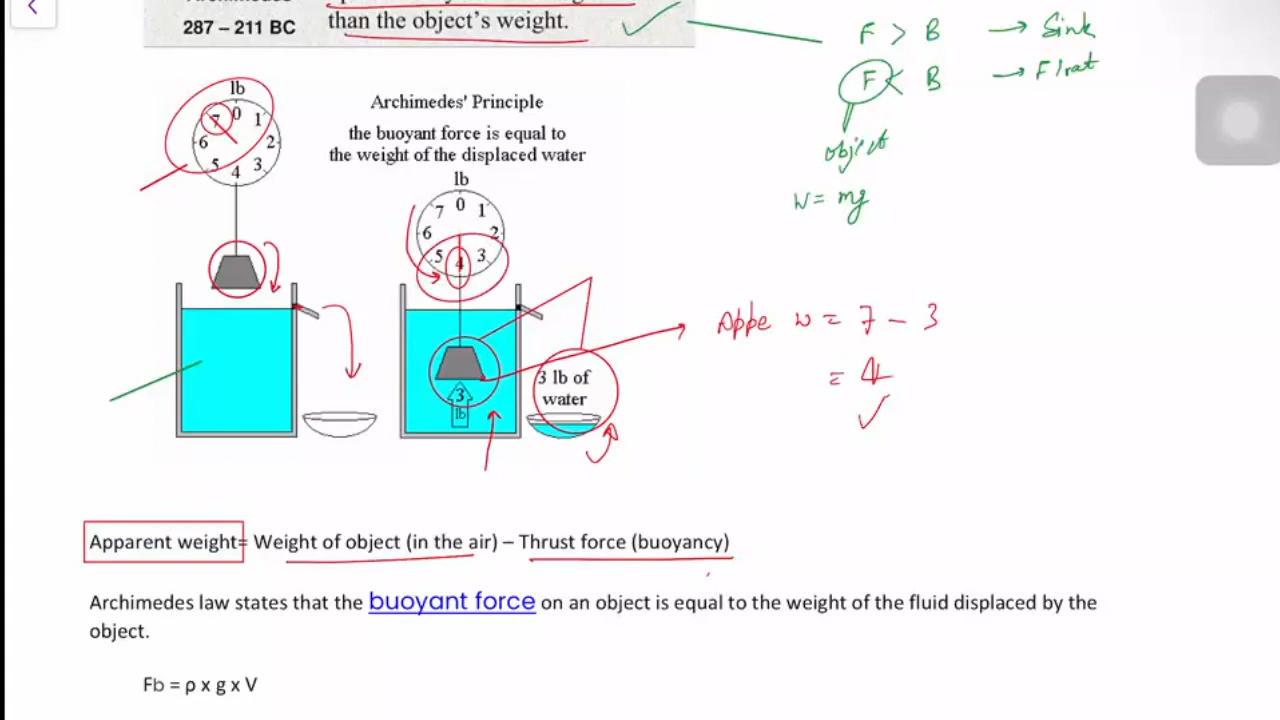 287 – 211 BC
than the object's weight.
F > B → Sink
F < B → Float
object
W = mg
lb
0
1
2
3
4
5
6
7
Archimedes' Principle
the buoyant force is equal to
the weight of the displaced water
lb
0
1
2
3
4
5
6
7
3
lb
3 lb of
water
Appe W = 7 - 3
= 4
Apparent weight= Weight of object (in the air) – Thrust force (buoyancy)
Archimedes law states that the buoyant force on an object is equal to the weight of the fluid displaced by the
object.
Fb = ρ x g x V